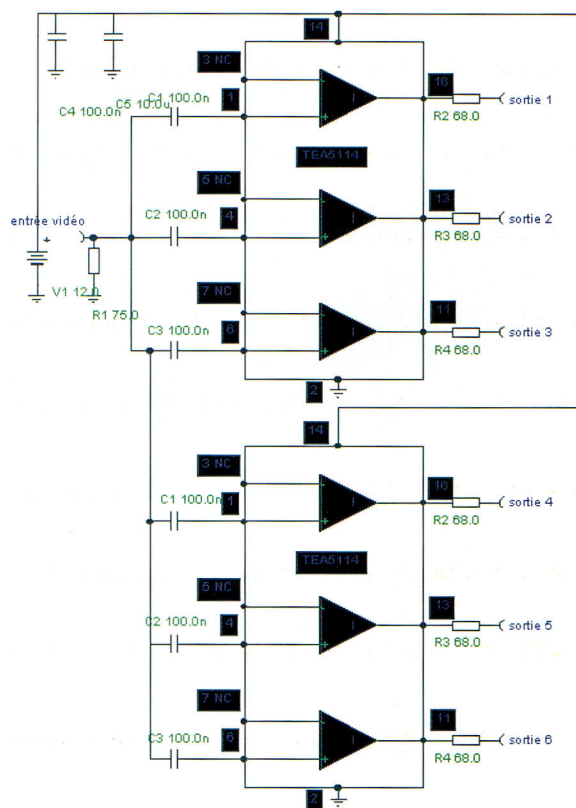 14
3 NC
C1 100.0n
C5 10.0u
C4 100.0n
1
16
sortie 1
R2 68.0
TEA5114
5 NC
C2 100.0n
4
13
sortie 2
R3 68.0
entrée vidéo
+
V1 12.0
R1 75.0
7 NC
C3 100.0n
6
11
sortie 3
R4 68.0
2
14
3 NC
C1 100.0n
1
16
sortie 4
R2 68.0
TEA5114
5 NC
C2 100.0n
4
13
sortie 5
R3 68.0
7 NC
C3 100.0n
6
11
sortie 6
R4 68.0
2